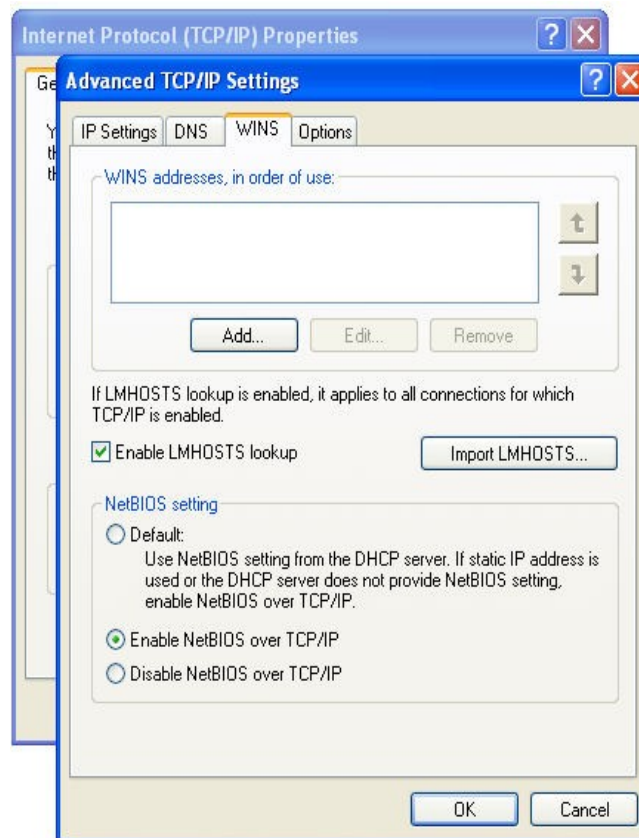 Internet Protocol (TCP/IP) Properties
Ge
Advanced TCP/IP Settings
Y
th
th
IP Settings
DNS
WINS
Options
WINS addresses, in order of use:
Add...
Edit...
Remove
If LMHOSTS lookup is enabled, it applies to all connections for which
TCP/IP is enabled.
Enable LMHOSTS lookup
Import LMHOSTS...
NetBIOS setting
Default:
Use NetBIOS setting from the DHCP server. If static IP address is
used or the DHCP server does not provide NetBIOS setting,
enable NetBIOS over TCP/IP.
Enable NetBIOS over TCP/IP
Disable NetBIOS over TCP/IP
OK
Cancel